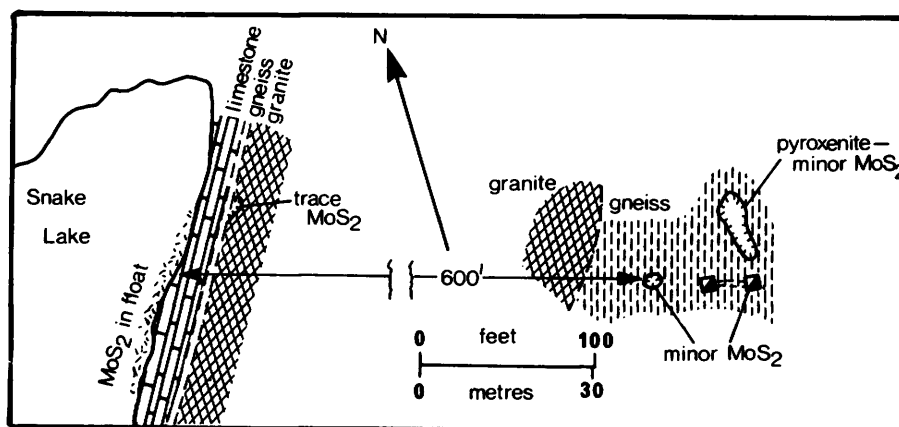 N
limestone
gneiss
granite
pyroxenite—
minor MoS2
granite
gneiss
trace
MoS2
Snake
Lake
MoS2 in float
600'
0 feet 100
minor MoS2
0 metres 30